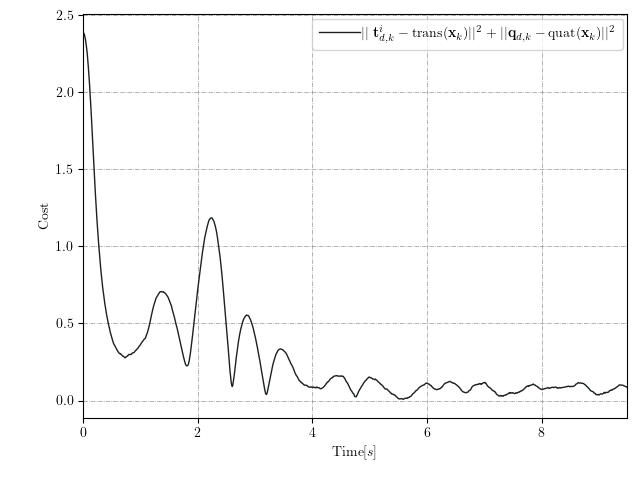 || t^i_{d,k} − trans(x_k)||² + ||q_{d,k} − quat(x_k)||²
2.5
2.0
1.5
1.0
0.5
0.0
Cost
0 2 4 6 8
Time[s]